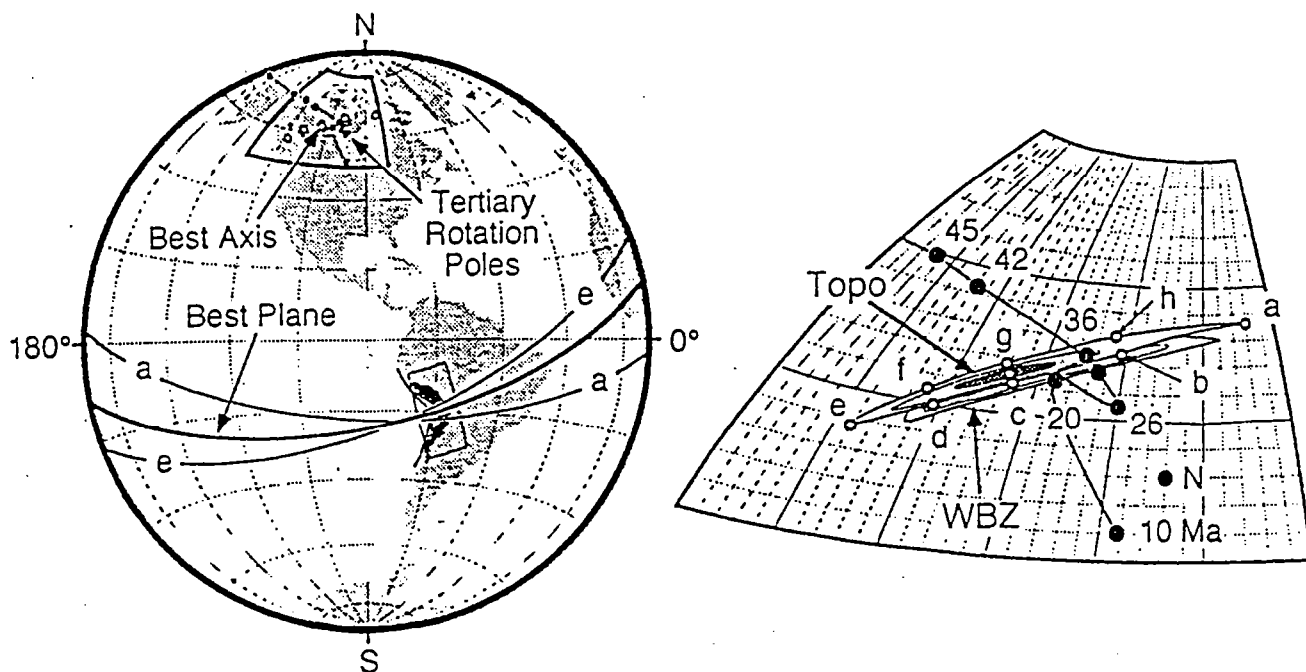 N
Tertiary
Rotation
Poles
Best Axis
Best Plane
e
180°
0°
a
a
e
S
45
42
Topo
h
a
36
g
f
b
e
c
20
26
d
N
WBZ
10 Ma